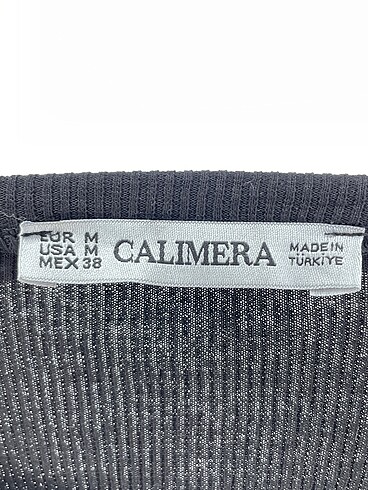 EUR M
USA M
MEX 38
CALIMERA
MADE IN
TÜRKİYE